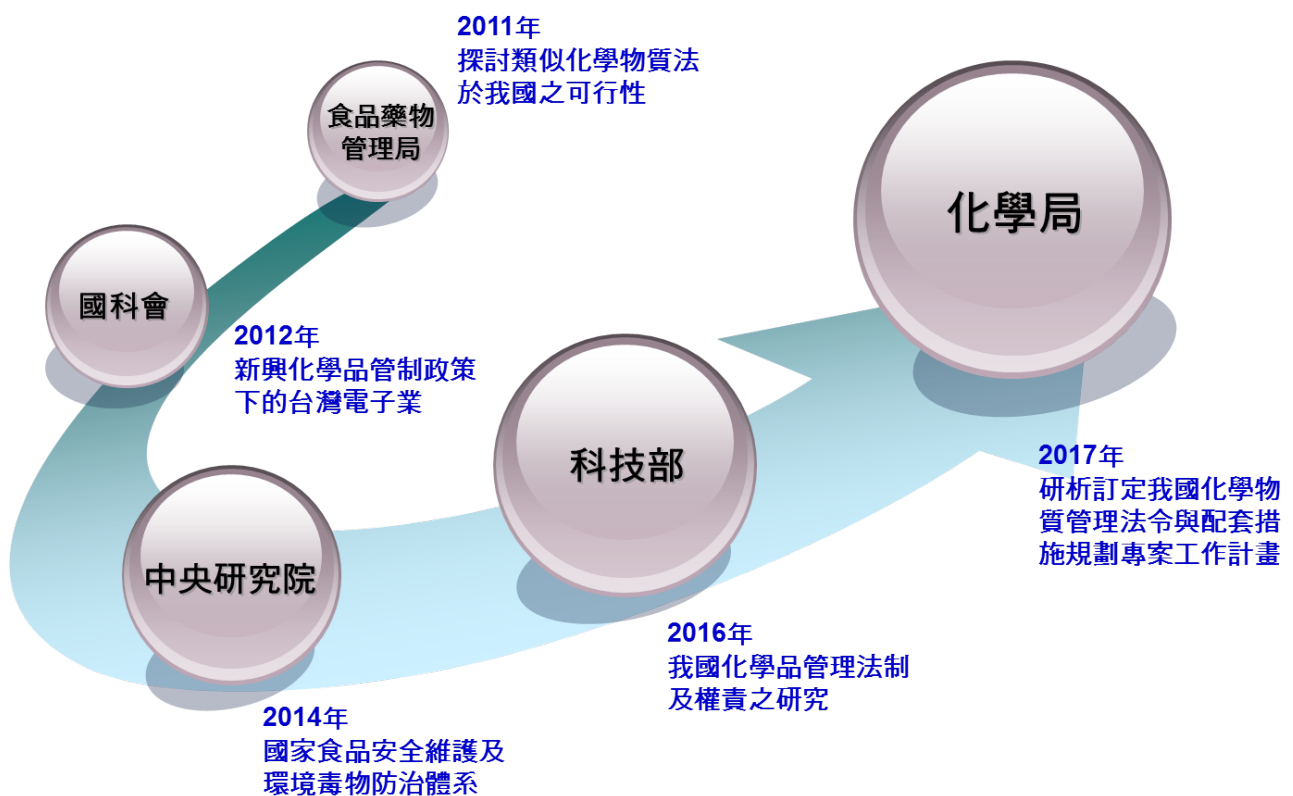 2011年
探討類似化學物質法
於我國之可行性
食品藥物
管理局
國科會
2012年
新興化學品管制政策
下的台灣電子業
中央研究院
2014年
國家食品安全維護及
環境毒物防治體系
科技部
2016年
我國化學品管理法制
及權責之研究
化學局
2017年
研析訂定我國化學物
質管理法令與配套措
施規劃專案工作計畫